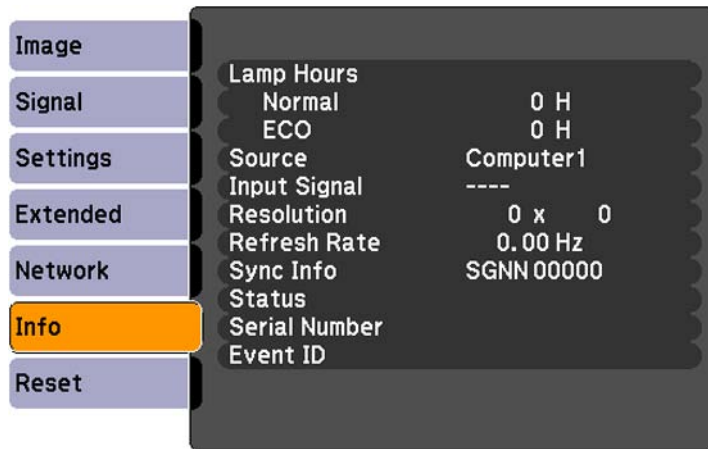 Image
Signal
Settings
Extended
Network
Info
Reset
Lamp Hours
Normal 0 H
ECO 0 H
Source Computer1
Input Signal ----
Resolution 0 x 0
Refresh Rate 0.00 Hz
Sync Info SGNN 00000
Status
Serial Number
Event ID